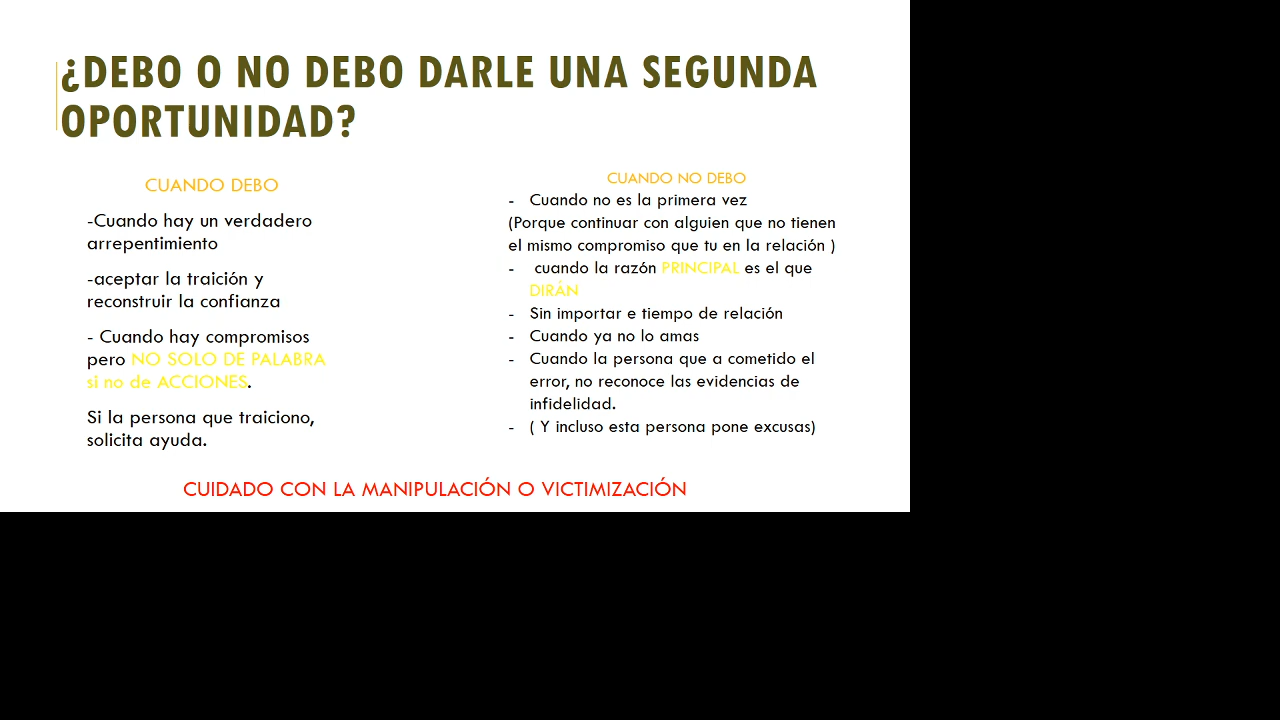 ¿DEBO O NO DEBO DARLE UNA SEGUNDA
OPORTUNIDAD?
CUANDO DEBO
-Cuando hay un verdadero
arrepentimiento
-aceptar la traición y
reconstruir la confianza
- Cuando hay compromisos
pero NO SOLO DE PALABRA
si no de ACCIONES.
Si la persona que traiciono,
solicita ayuda.
CUANDO NO DEBO
- Cuando no es la primera vez
(Porque continuar con alguien que no tienen
el mismo compromiso que tu en la relación )
- cuando la razón PRINCIPAL es el que
DIRÁN
- Sin importar e tiempo de relación
- Cuando ya no lo amas
- Cuando la persona que a cometido el
error, no reconoce las evidencias de
infidelidad.
- ( Y incluso esta persona pone excusas)
CUIDADO CON LA MANIPULACIÓN O VICTIMIZACIÓN